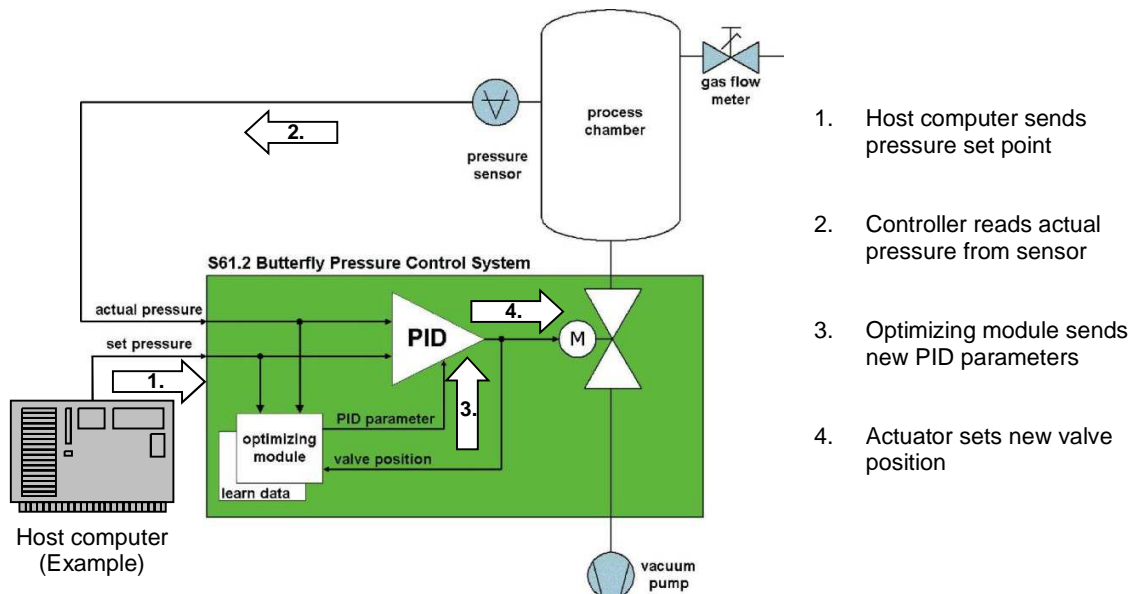 gas flow
meter
process
chamber
2.
pressure
sensor
S61.2 Butterfly Pressure Control System
actual pressure
4.
PID
M
set pressure
1.
3.
PID parameter
optimizing
module
valve position
learn data
Host computer
(Example)
vacuum
pump
1. Host computer sends
pressure set point
2. Controller reads actual
pressure from sensor
3. Optimizing module sends
new PID parameters
4. Actuator sets new valve
position